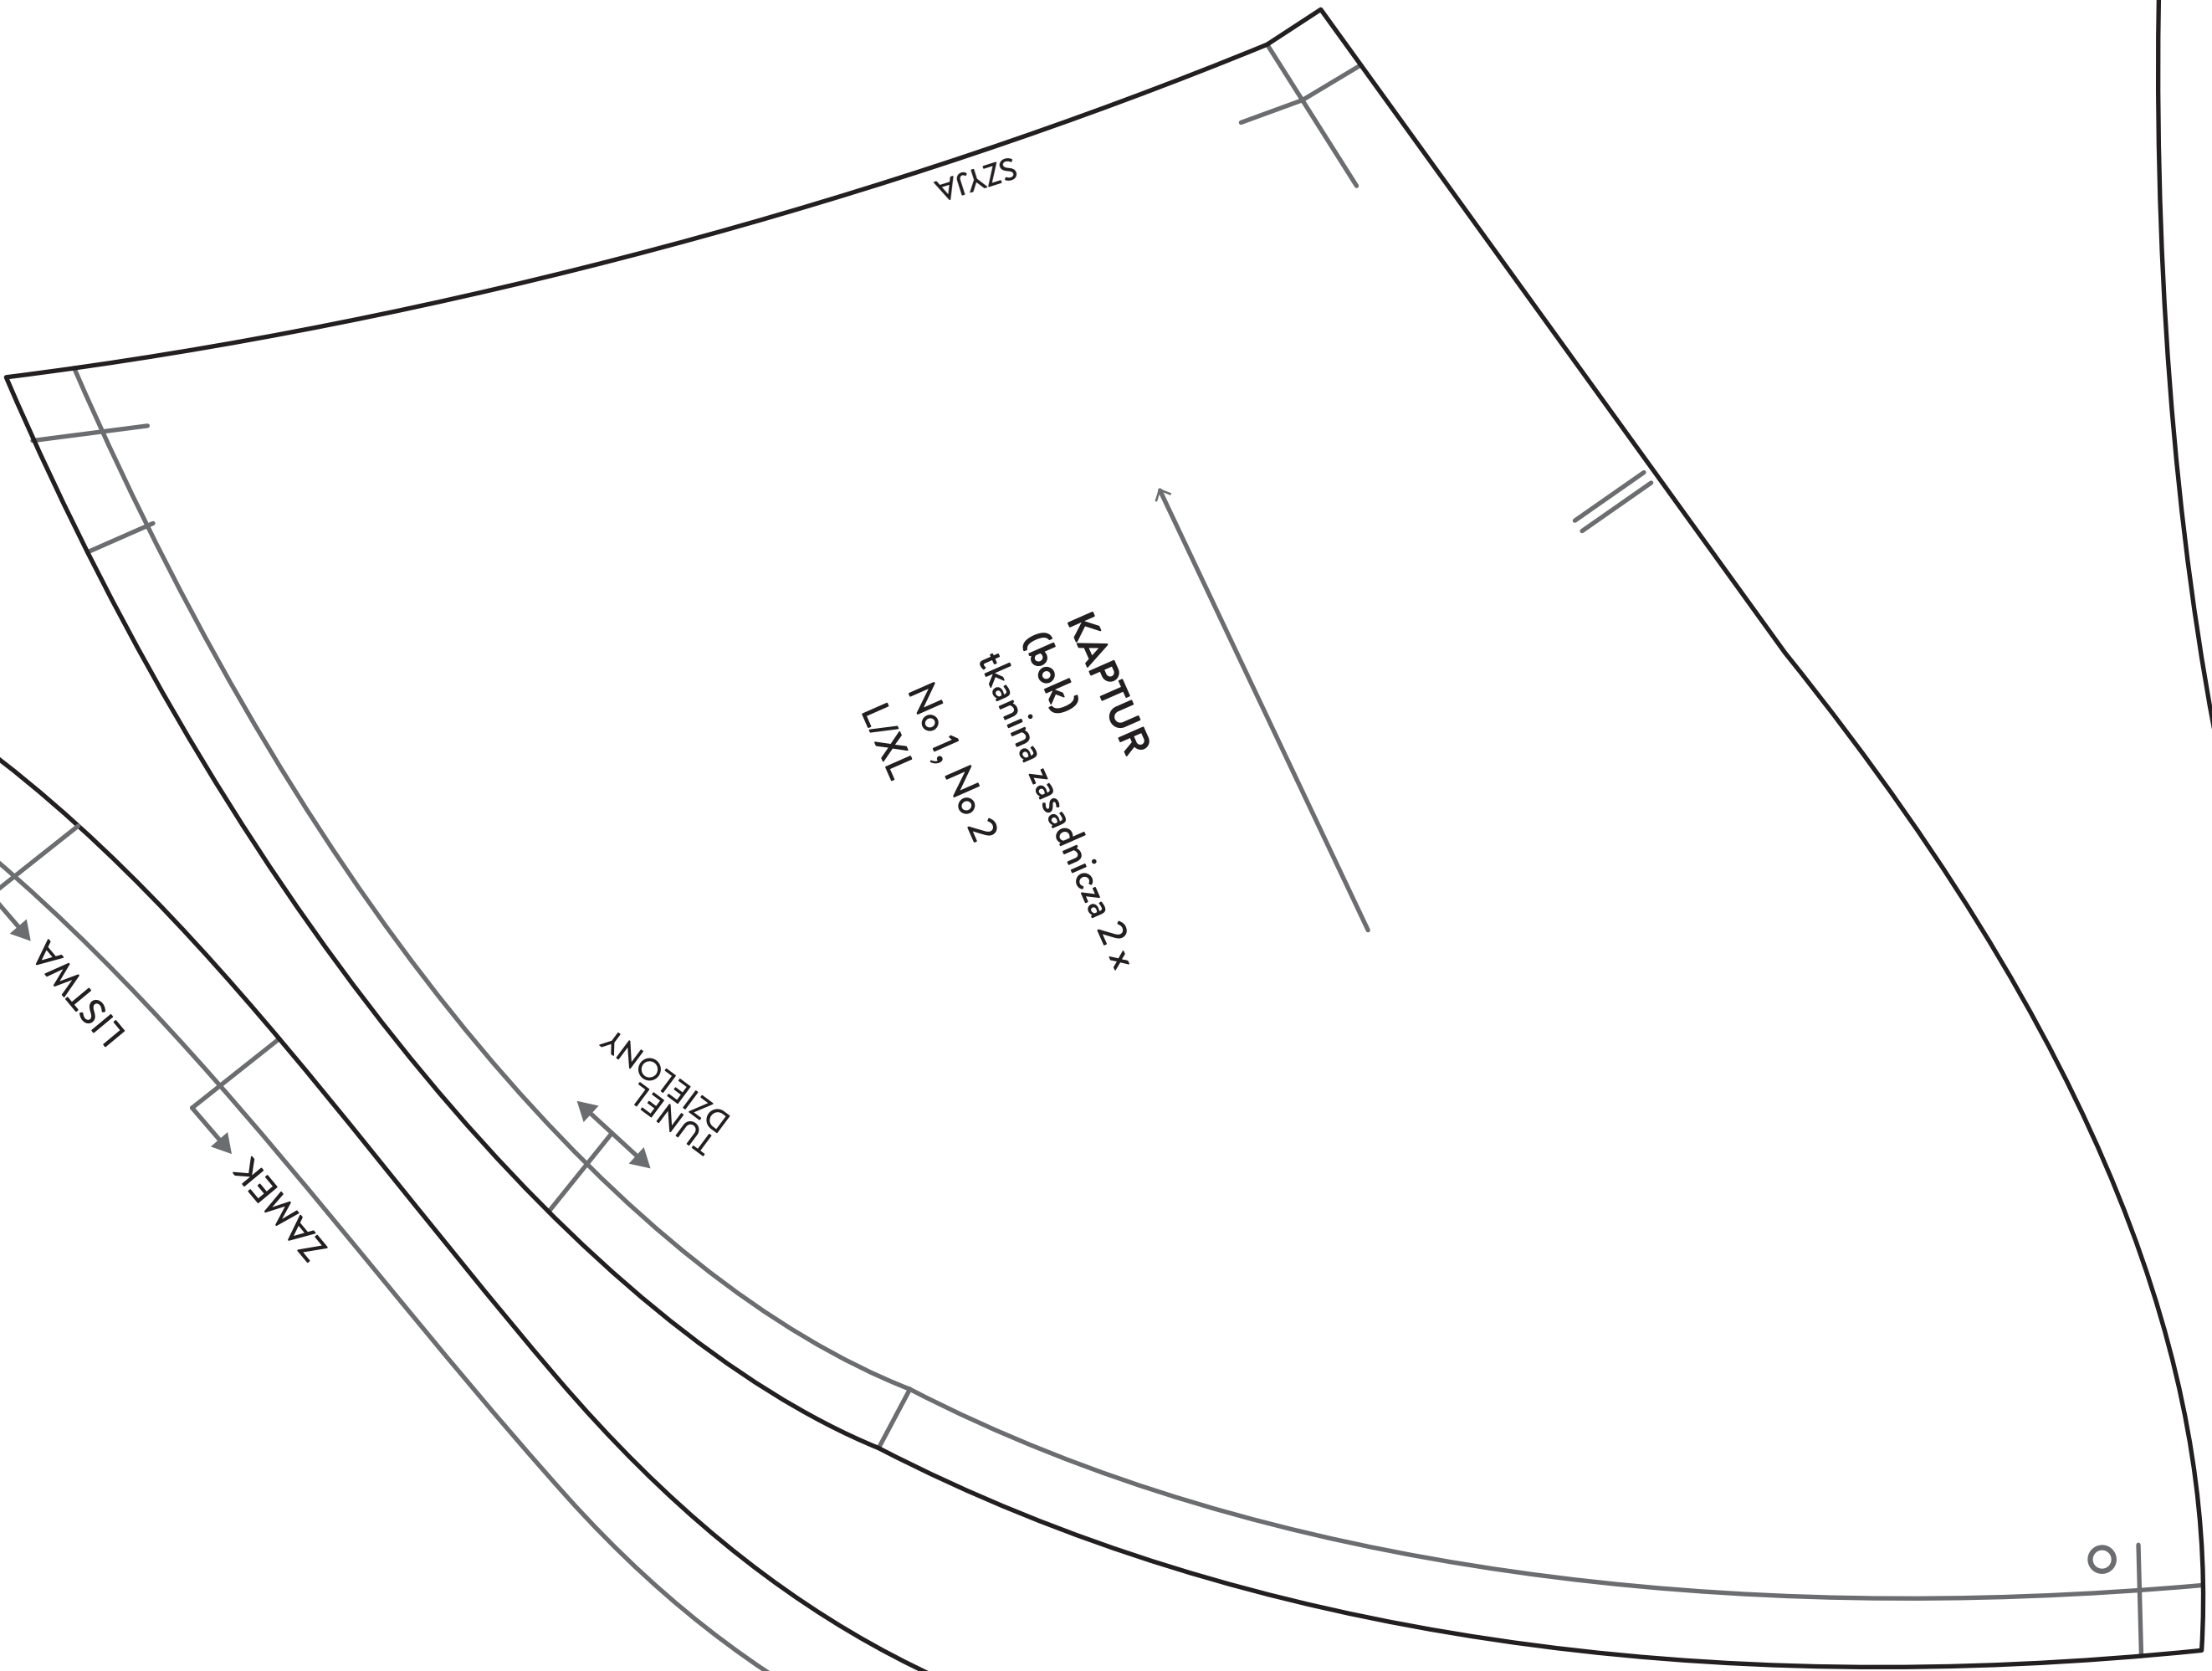 SZYJA
KAPTUR
(bok)
tkanina zasadnicza 2 x
No 1, No 2
L/XL
TUNEL
DZIELONY
LISTWA
ZAMEK